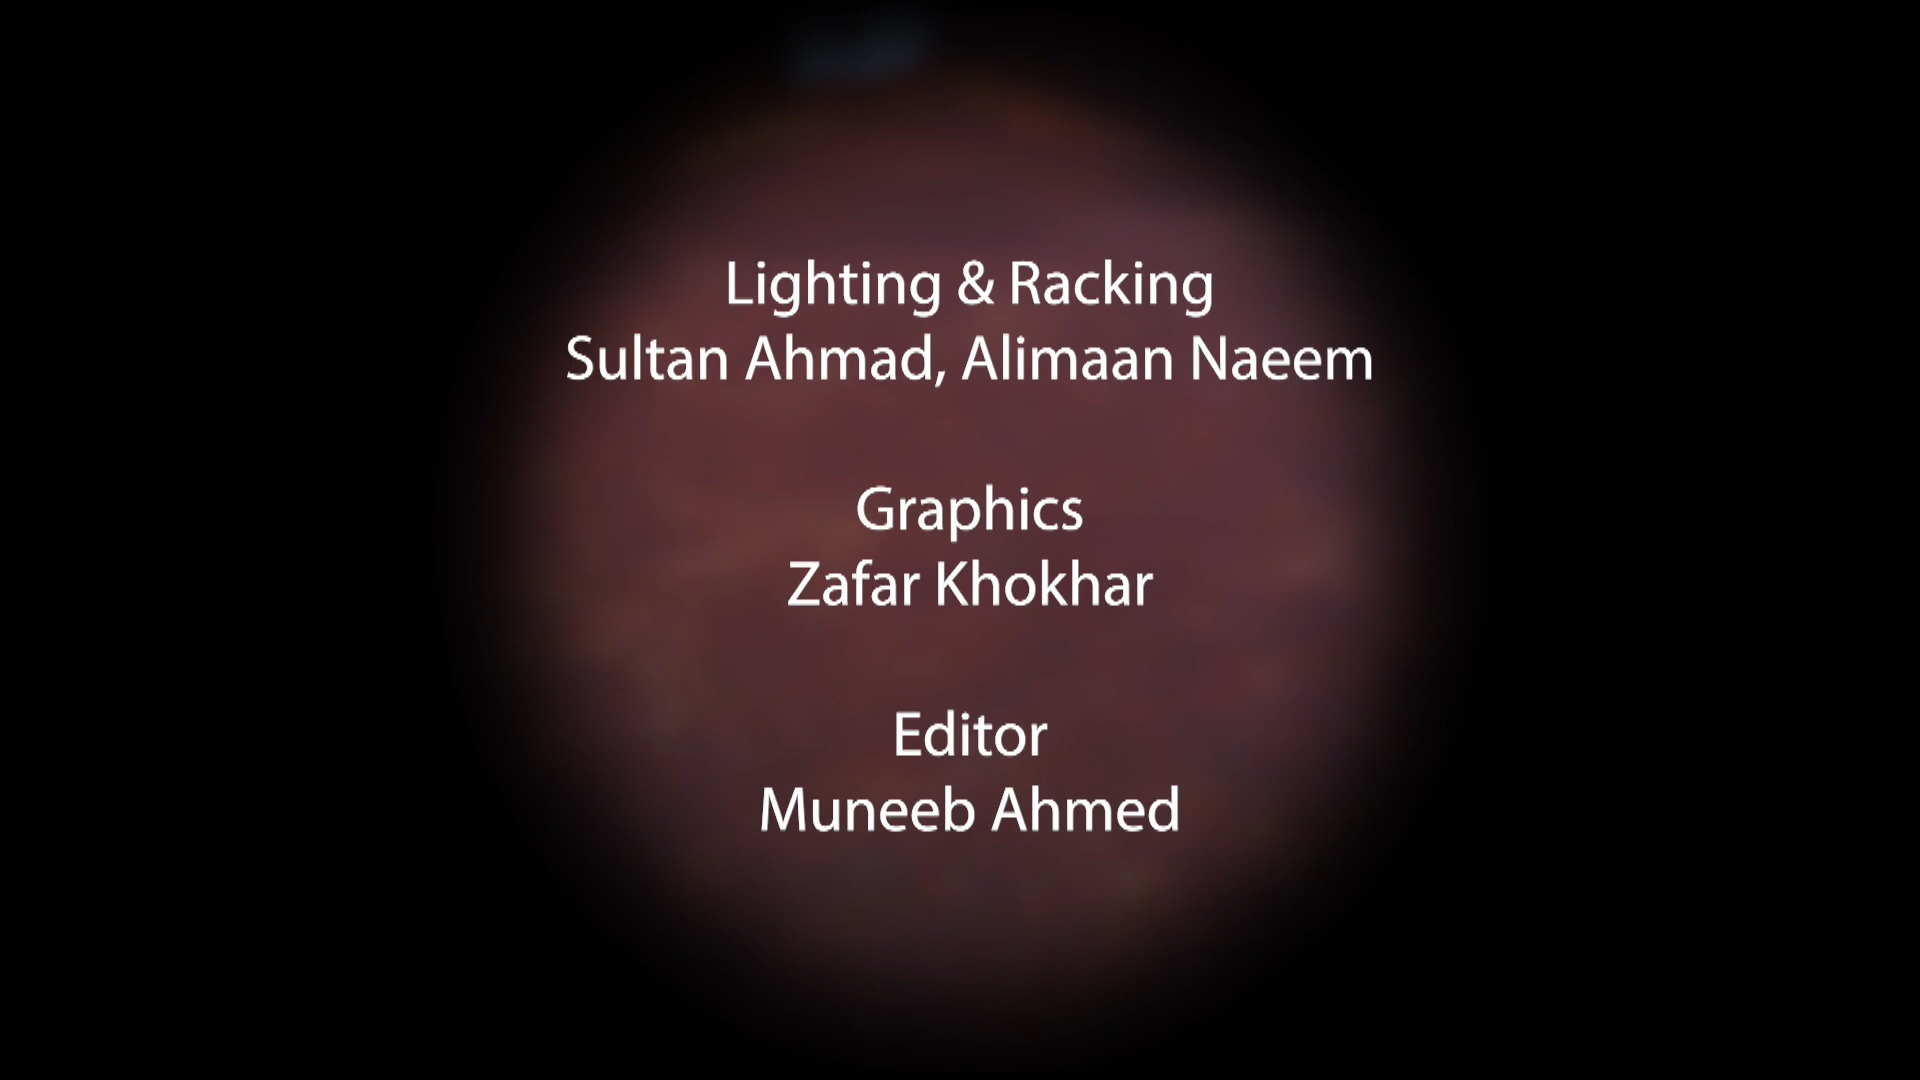 Lighting & Racking
Sultan Ahmad, Alimaan Naeem
Graphics
Zafar Khokhar
Editor
Muneeb Ahmed